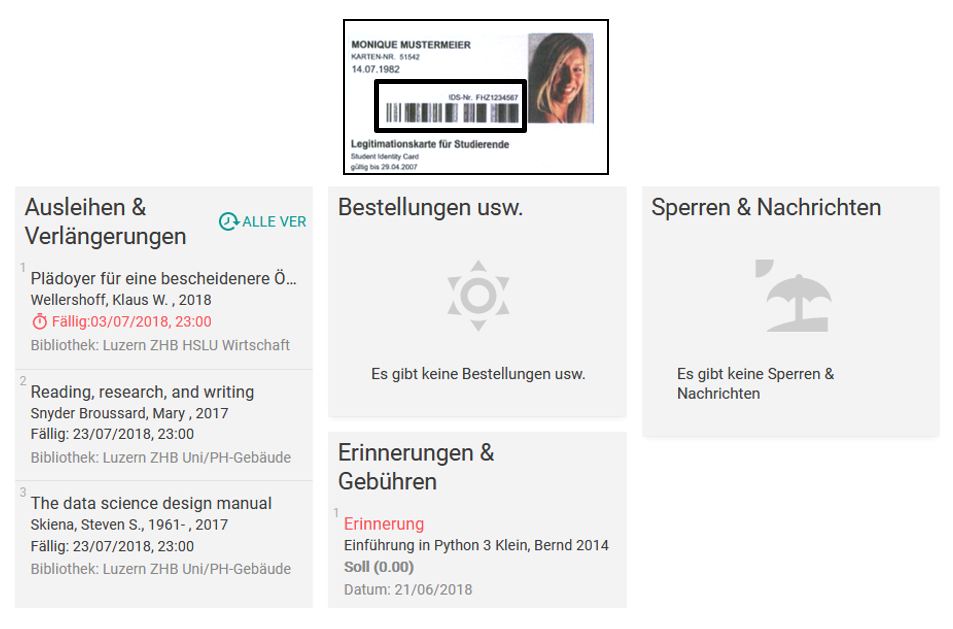 MONIQUE MUSTERMEIER
KARTEN-NR. 51542
14.07.1982
IDS-Nr. FHZ1234567
Legitimationskarte für Studierende
Student Identity Card
gültig bis 29.04.2007
Ausleihen &
Verlängerungen
ALLE VER
1
Plädoyer für eine bescheidenere Ö...
Wellershoff, Klaus W. , 2018
Fällig:03/07/2018, 23:00
Bibliothek: Luzern ZHB HSLU Wirtschaft
2
Reading, research, and writing
Snyder Broussard, Mary , 2017
Fällig: 23/07/2018, 23:00
Bibliothek: Luzern ZHB Uni/PH-Gebäude
3
The data science design manual
Skiena, Steven S., 1961- , 2017
Fällig: 23/07/2018, 23:00
Bibliothek: Luzern ZHB Uni/PH-Gebäude
Bestellungen usw.
Es gibt keine Bestellungen usw.
Erinnerungen &
Gebühren
1
Erinnerung
Einführung in Python 3 Klein, Bernd 2014
Soll (0.00)
Datum: 21/06/2018
Sperren & Nachrichten
Es gibt keine Sperren &
Nachrichten